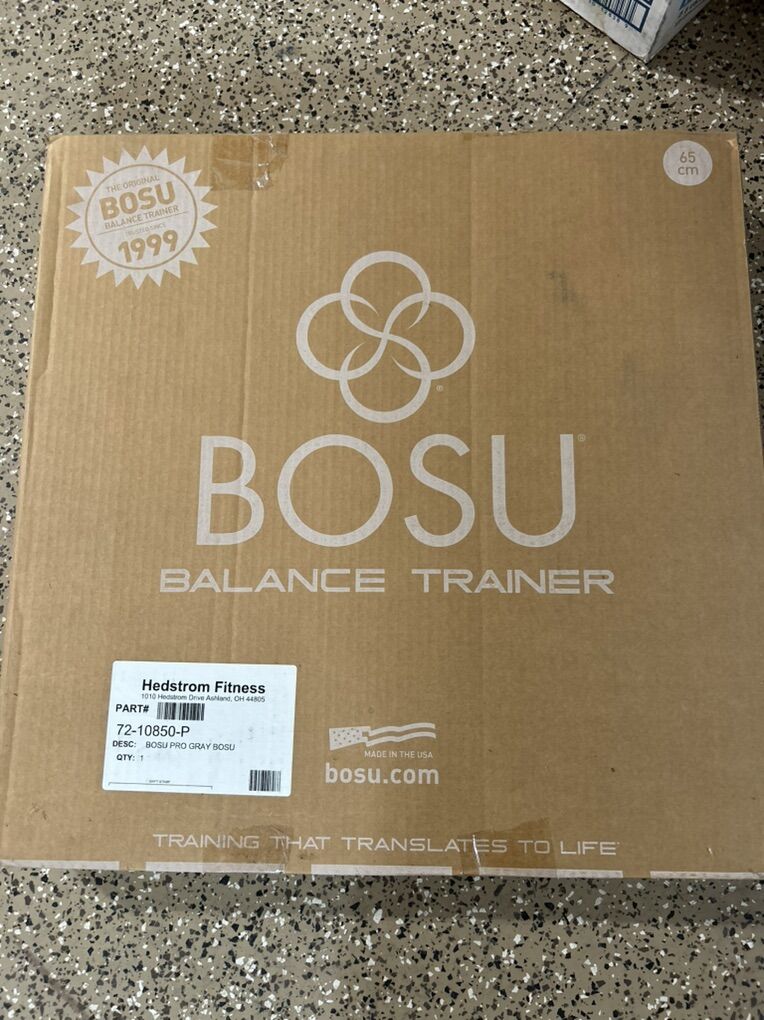 THE ORIGINAL
BOSU
BALANCE TRAINER
TRUSTED SINCE
1999
65
cm
®
BOSU®
BALANCE TRAINER
Hedstrom Fitness
1010 Hedstrom Drive Ashland, OH 44805
PART#
72-10850-P
DESC: BOSU PRO GRAY BOSU
QTY: 1
MADE IN THE USA
bosu.com
TRAINING THAT TRANSLATES TO LIFE